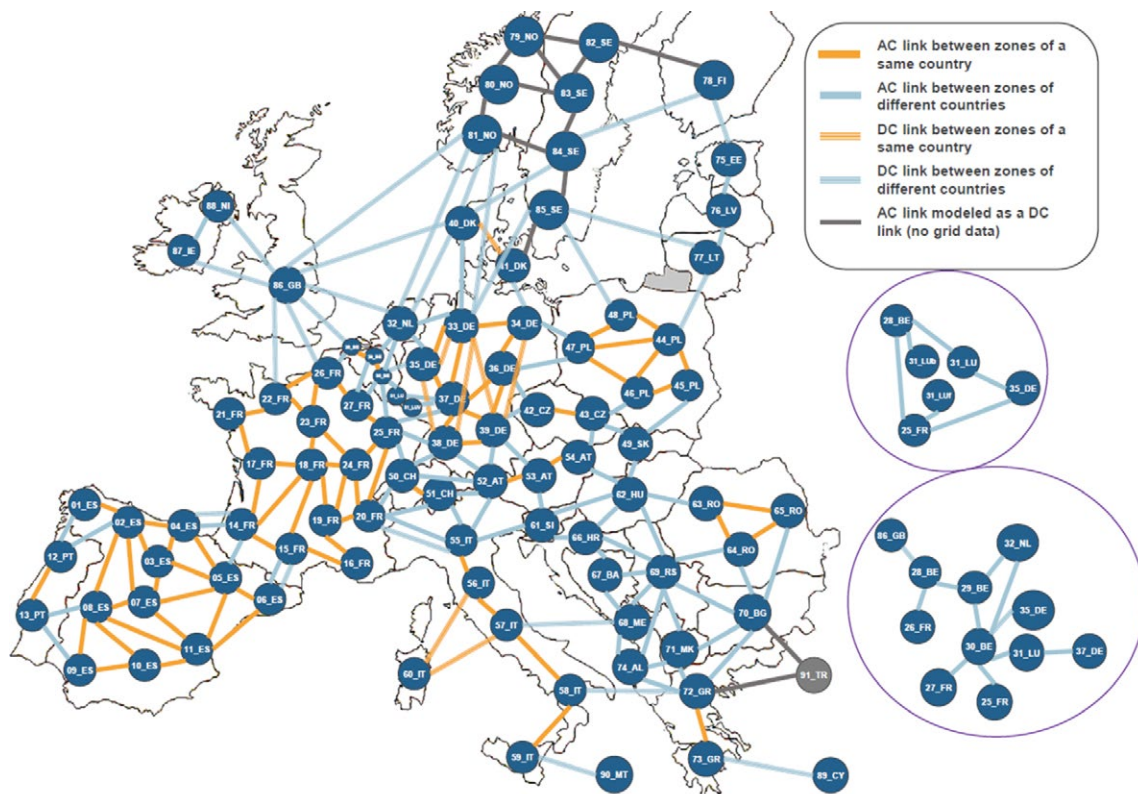 79_NO
82_SE
80_NO
83_SE
78_FI
81_NO
84_SE
75_EE
88_NI
40_DK
85_SE
76_LV
87_IE
77_LT
86_GB
32_NL
33_DE
34_DE
48_PL
44_PL
47_PL
35_DE
36_DE
26_FR
45_PL
46_PL
22_FR
27_FR
21_FR
42_CZ
43_CZ
23_FR
25_FR
38_DE
39_DE
49_SK
17_FR
18_FR
24_FR
54_AT
50_CH
52_AT
53_AT
51_CH
62_HU
01_ES
02_ES
04_ES
14_FR
19_FR
20_FR
61_SI
63_RO
65_RO
12_PT
03_ES
15_FR
55_IT
66_HR
64_RO
16_FR
05_ES
56_IT
67_BA
69_RS
13_PT
08_ES
07_ES
06_ES
57_IT
68_ME
70_BG
11_ES
71_MK
09_ES
10_ES
60_IT
74_AL
91_TR
58_IT
72_GR
59_IT
73_GR
90_MT
89_CY
AC link between zones of a
same country
AC link between zones of
different countries
DC link between zones of a
same country
DC link between zones of
different countries
AC link modeled as a DC
link (no grid data)
28_BE
31_LUb
31_LU
31_LUf
35_DE
25_FR
86_GB
32_NL
28_BE
29_BE
35_DE
26_FR
30_BE
31_LU
37_DE
27_FR
25_FR